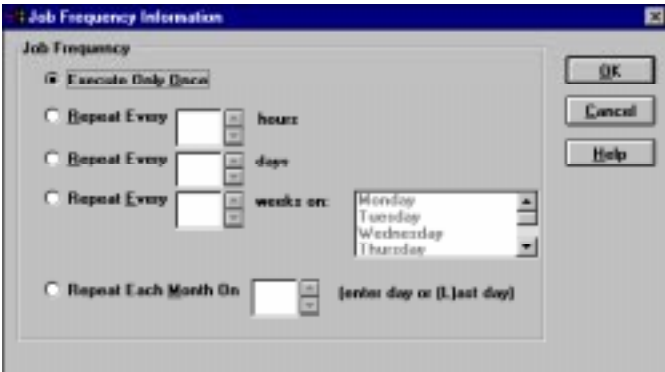 Job Frequency Information
Job Frequency
Execute Only Once
Repeat Every hours
Repeat Every days
Repeat Every weeks on:
Monday
Tuesday
Wednesday
Thursday
Repeat Each Month On (enter day or (L)ast day)
OK
Cancel
Help